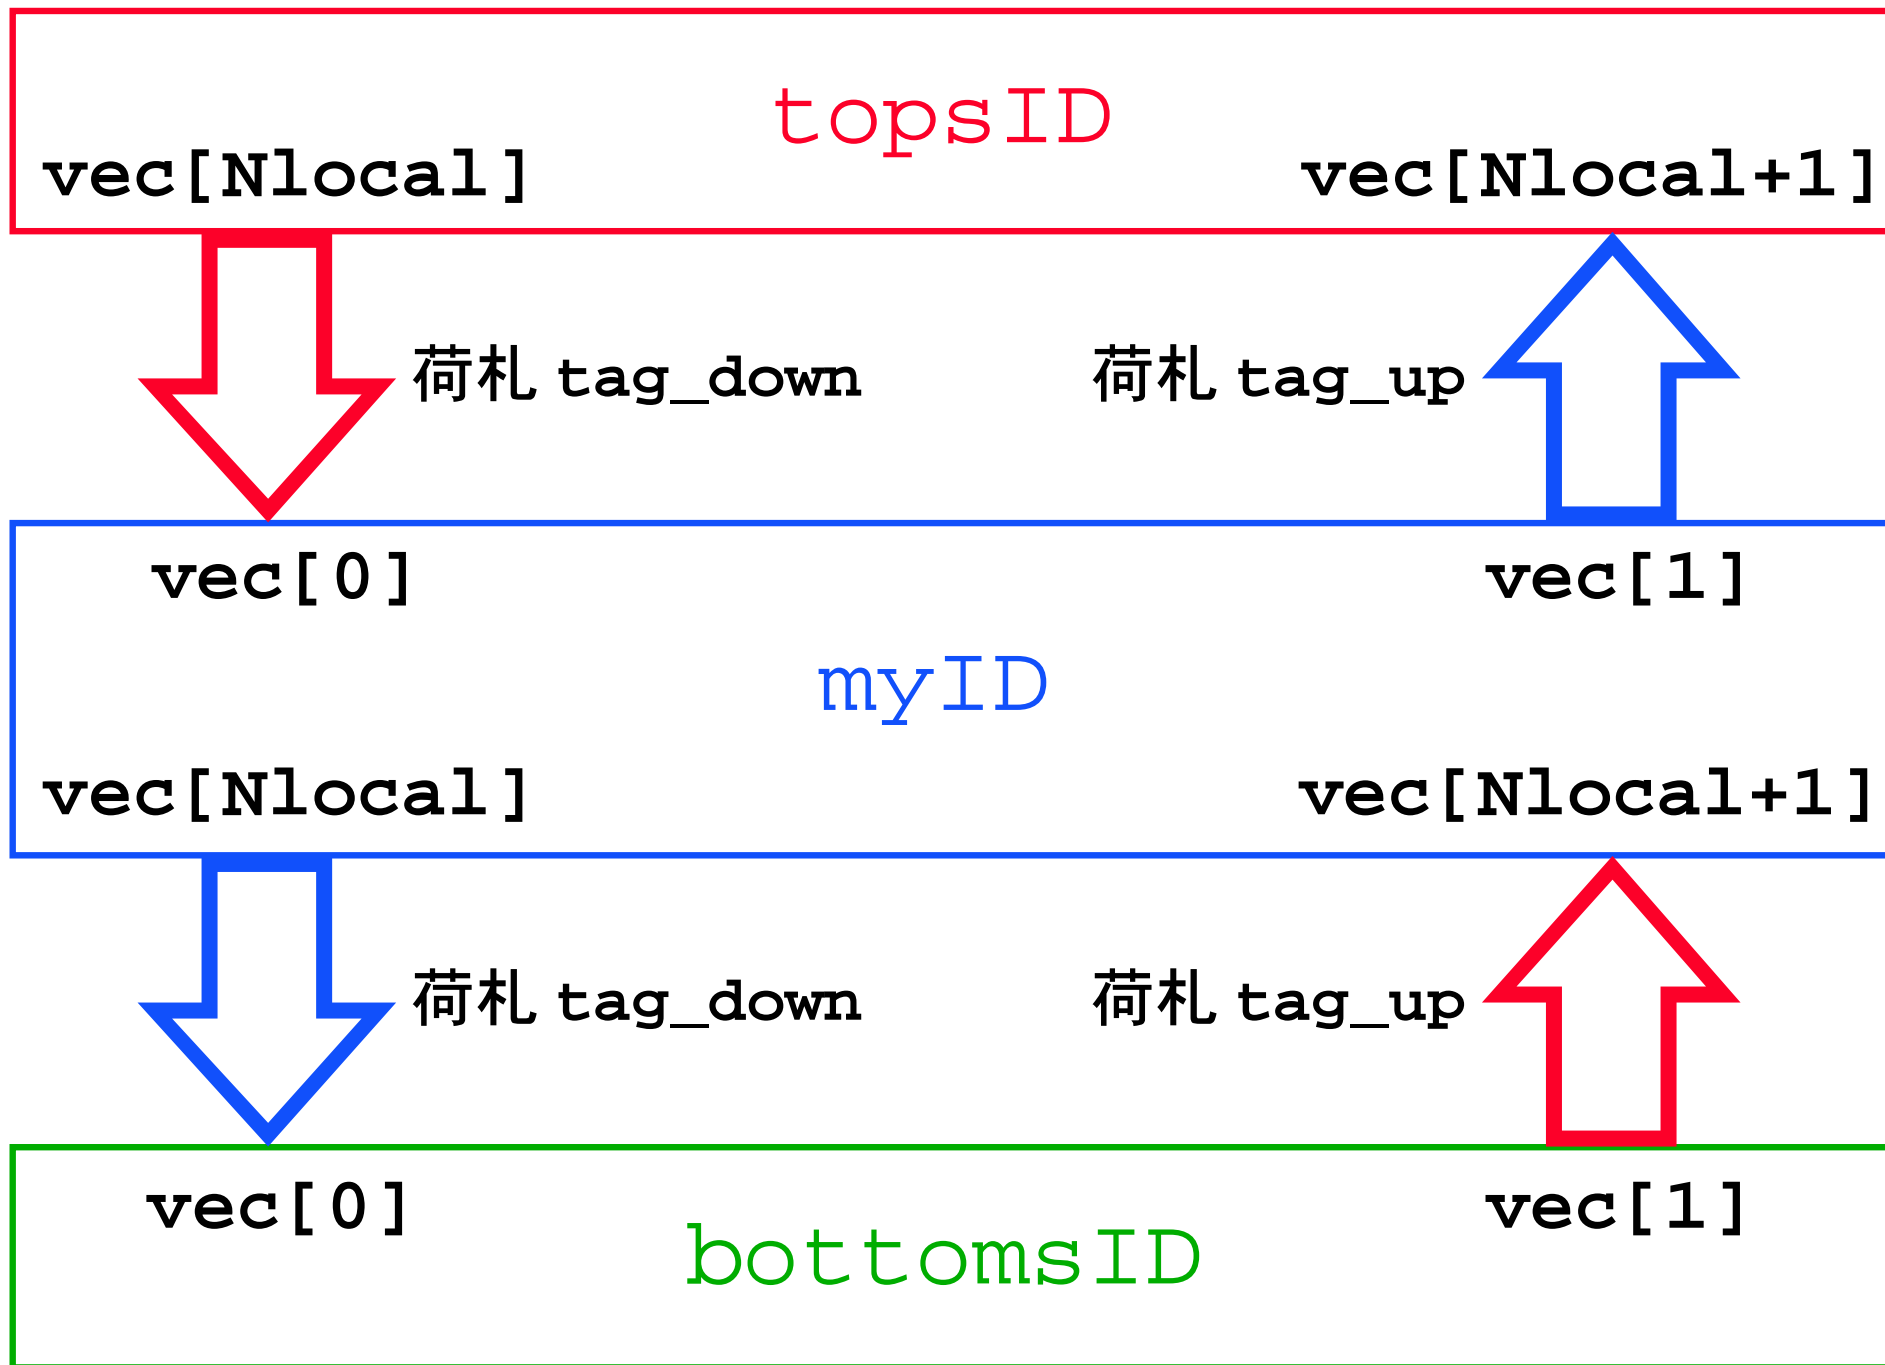 topsID
vec[Nlocal] vec[Nlocal+1]
荷札 tag_down 荷札 tag_up
vec[0] vec[1]
myID
vec[Nlocal] vec[Nlocal+1]
荷札 tag_down 荷札 tag_up
vec[0] vec[1]
bottomsID